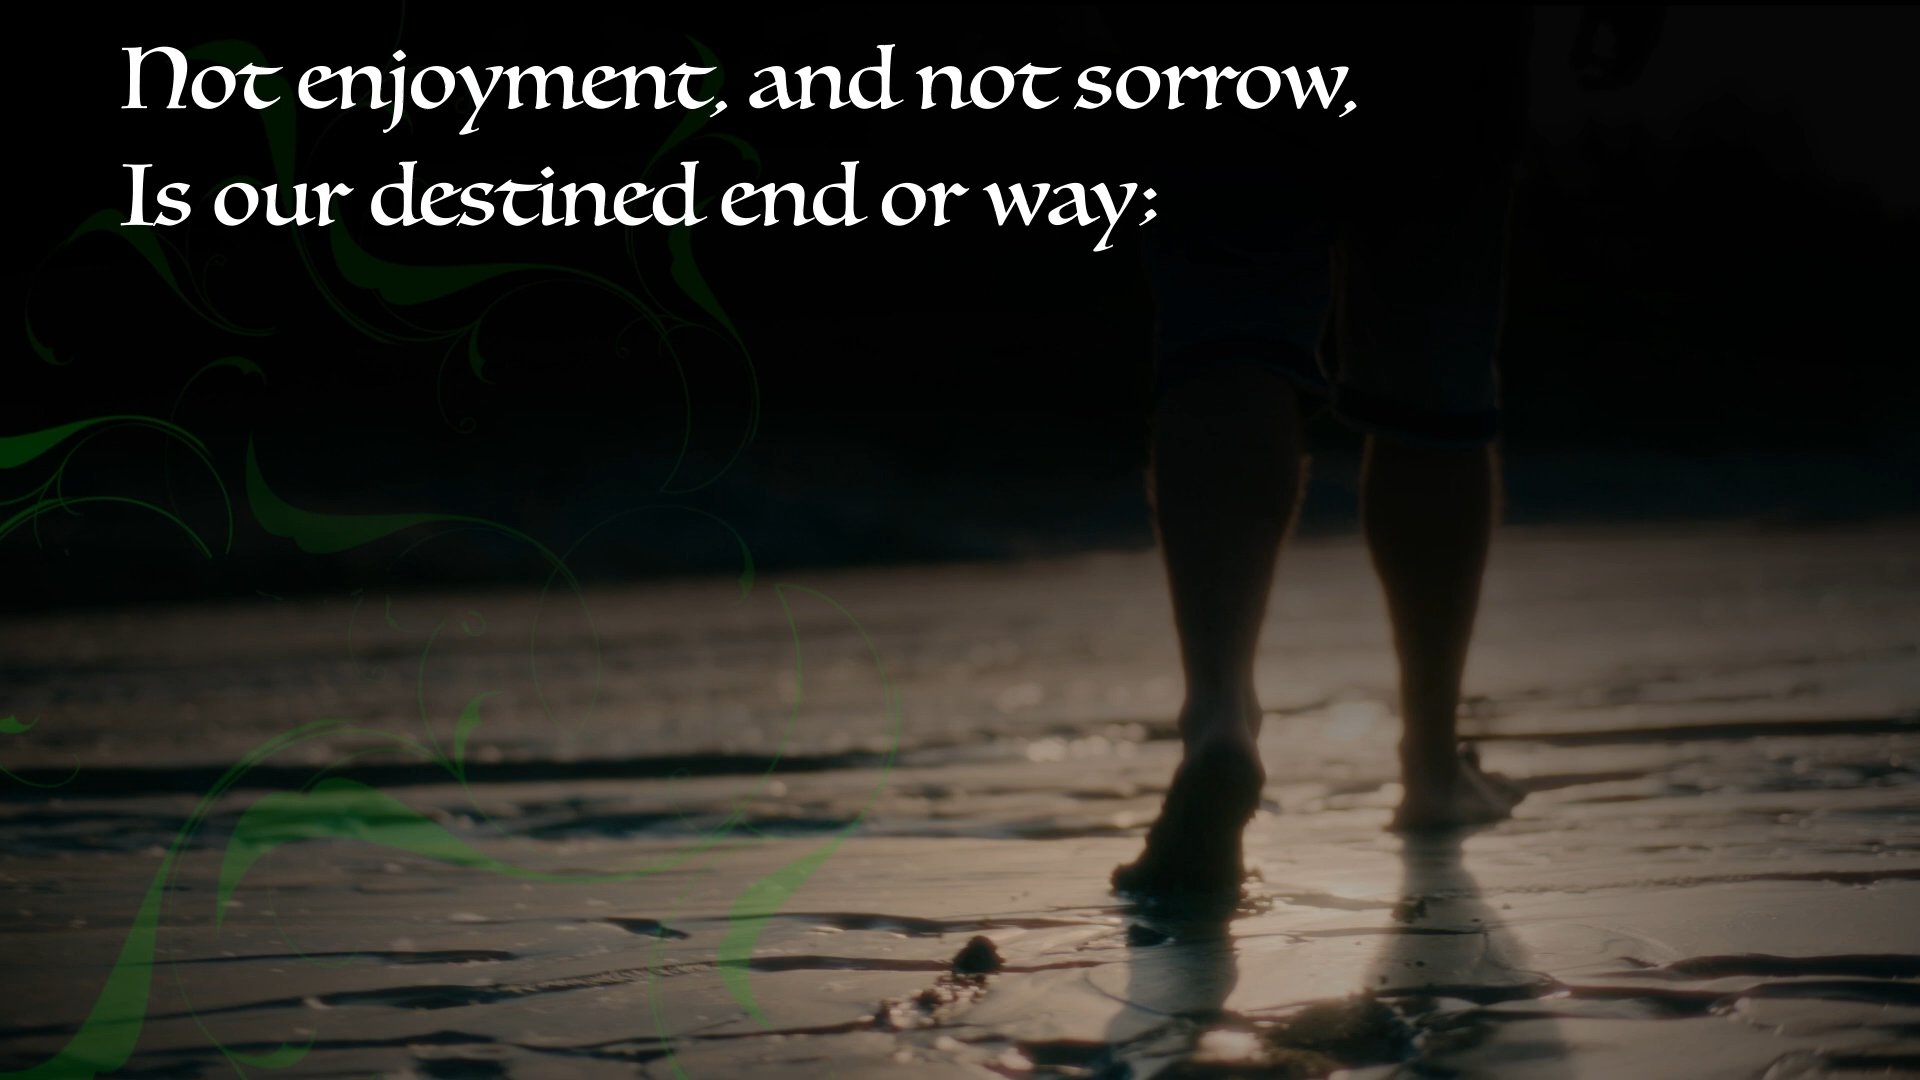 Not enjoyment, and not sorrow,
Is our destined end or way;